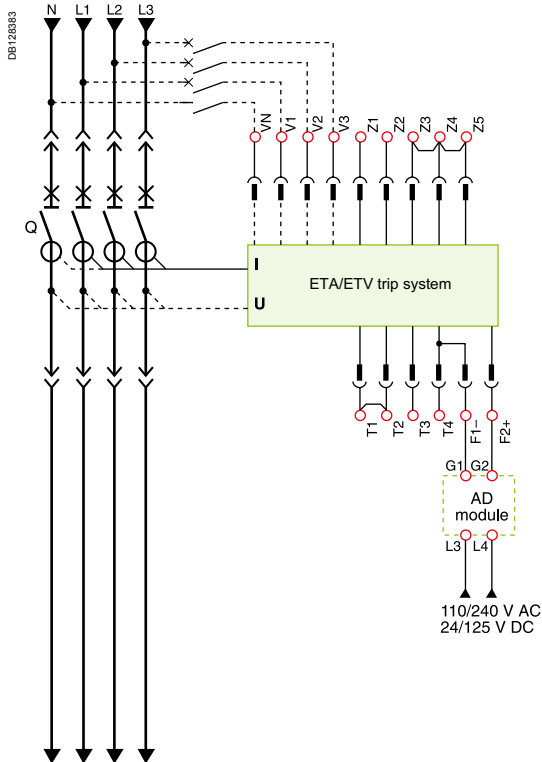 DB128383
N L1 L2 L3
VN V1 V2 V3 Z1 Z2 Z3 Z4 Z5
Q
I
ETA/ETV trip system
U
T1 T2 T3 T4 F1– F2+
G1 G2
AD
module
L3 L4
110/240 V AC
24/125 V DC